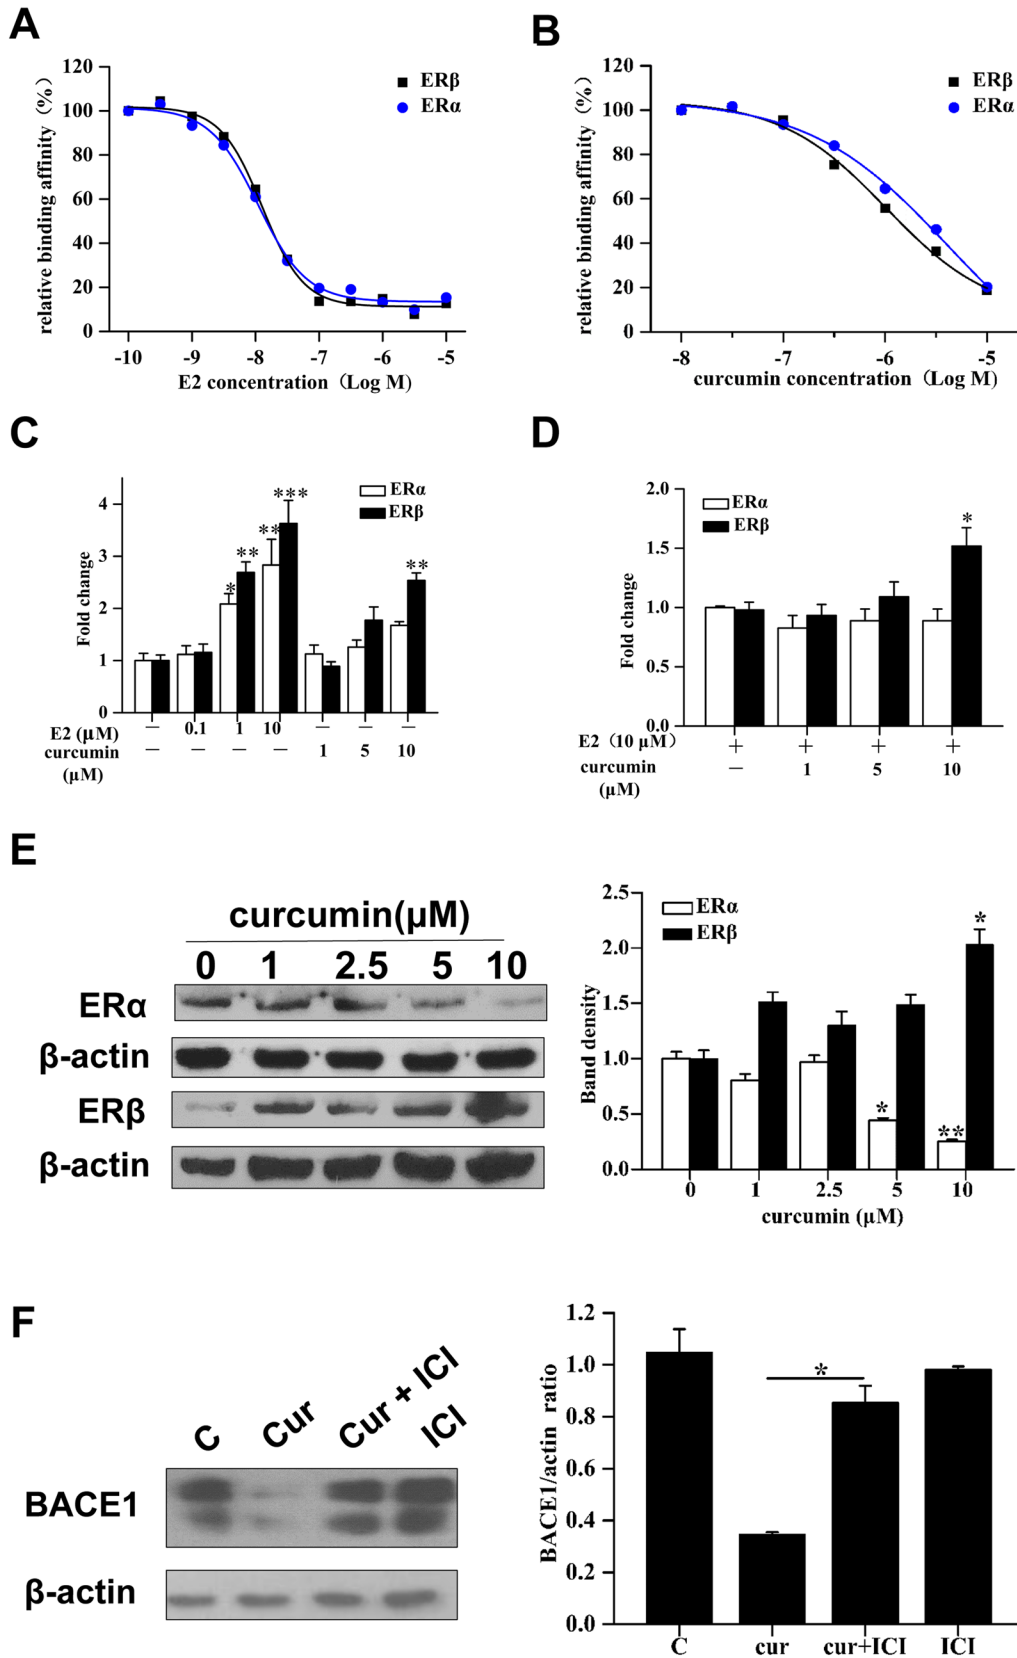 A
relative binding affinity (%)
120
100
80
60
40
20
0
-10 -9 -8 -7 -6 -5
E2 concentration (Log M)
ERβ
ERα
B
relative binding affinity (%)
120
100
80
60
40
20
0
-8 -7 -6 -5
curcumin concentration (Log M)
ERβ
ERα
C
Fold change
4
3
2
1
0
* ** ** *** **
ERα
ERβ
E2 (µM) — 0.1 1 10 — — —
curcumin — — — — 1 5 10
(µM)
D
Fold change
2.0
1.5
1.0
0.5
0.0
ERα
ERβ
*
E2 (10 µM) + + + +
curcumin — 1 5 10
(µM)
E
curcumin(µM)
0 1 2.5 5 10
ERα
β-actin
ERβ
β-actin
Band density
2.5
2.0
1.5
1.0
0.5
0.0
ERα
ERβ
* ** *
0 1 2.5 5 10
curcumin (µM)
F
C Cur Cur + ICI ICI
BACE1
β-actin
BACE1/actin ratio
1.2
1.0
0.8
0.6
0.4
0.2
0.0
*
C cur cur+ICI ICI